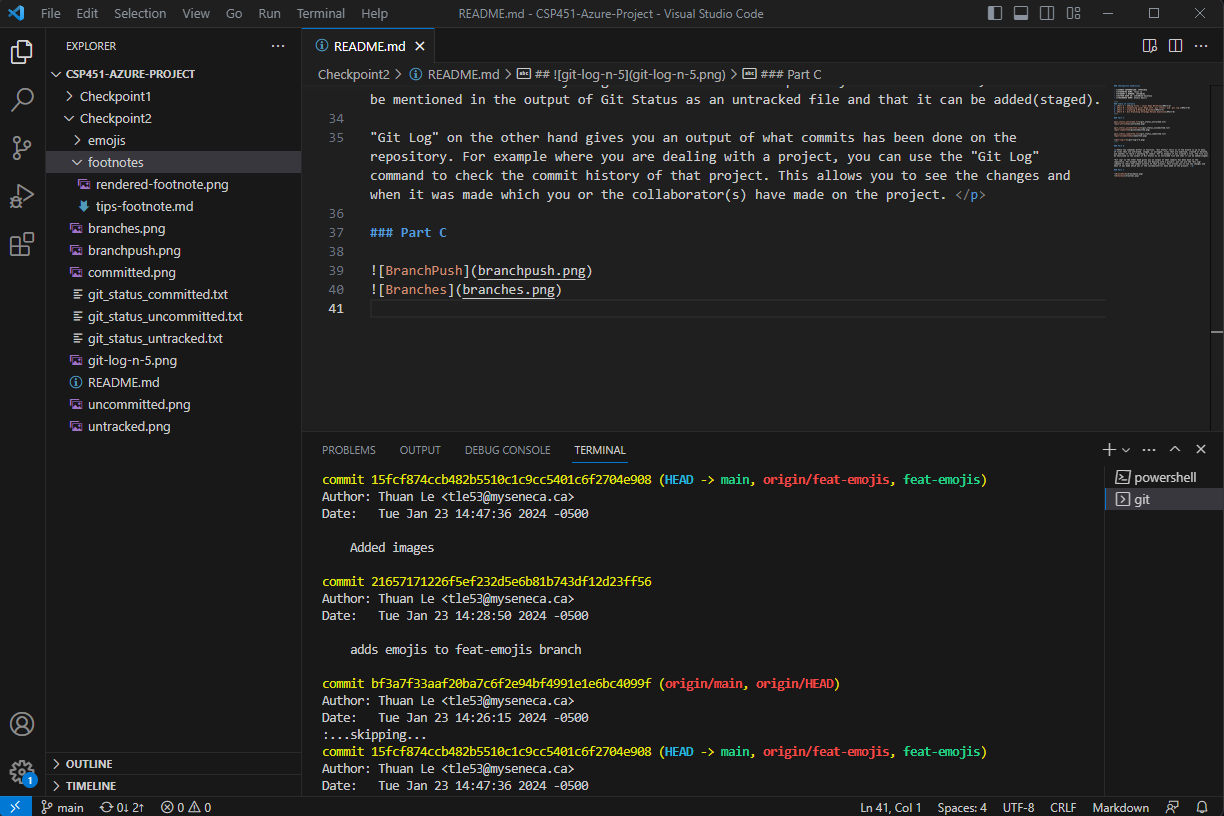 File Edit Selection View Go Run Terminal Help README.md - CSP451-Azure-Project - Visual Studio Code
EXPLORER
CSP451-AZURE-PROJECT
Checkpoint1
Checkpoint2
emojis
footnotes
rendered-footnote.png
tips-footnote.md
branches.png
branchpush.png
committed.png
git_status_committed.txt
git_status_uncommitted.txt
git_status_untracked.txt
git-log-n-5.png
README.md
uncommitted.png
untracked.png
OUTLINE
TIMELINE
README.md
Checkpoint2 > README.md > ## ![git-log-n-5](git-log-n-5.png) > ### Part C
be mentioned in the output of Git Status as an untracked file and that it can be added(staged).
34
35 "Git Log" on the other hand gives you an output of what commits has been done on the
repository. For example where you are dealing with a project, you can use the "Git Log"
command to check the commit history of that project. This allows you to see the changes and
when it was made which you or the collaborator(s) have made on the project. </p>
36
37 ### Part C
38
39 ![BranchPush](branchpush.png)
40 ![Branches](branches.png)
41
PROBLEMS OUTPUT DEBUG CONSOLE TERMINAL
commit 15fcf874ccb482b5510c1c9cc5401c6f2704e908 (HEAD -> main, origin/feat-emojis, feat-emojis)
Author: Thuan Le <tle53@myseneca.ca>
Date: Tue Jan 23 14:47:36 2024 -0500
Added images
commit 21657171226f5ef232d5e6b81b743df12d23ff56
Author: Thuan Le <tle53@myseneca.ca>
Date: Tue Jan 23 14:28:50 2024 -0500
adds emojis to feat-emojis branch
commit bf3a7f33aaf20ba7c6f2e94bf4991e1e6bc4099f (origin/main, origin/HEAD)
Author: Thuan Le <tle53@myseneca.ca>
Date: Tue Jan 23 14:26:15 2024 -0500
:...skipping...
commit 15fcf874ccb482b5510c1c9cc5401c6f2704e908 (HEAD -> main, origin/feat-emojis, feat-emojis)
Author: Thuan Le <tle53@myseneca.ca>
Date: Tue Jan 23 14:47:36 2024 -0500
powershell
git
1
main 0↓ 2↑ 0 0 Ln 41, Col 1 Spaces: 4 UTF-8 CRLF Markdown